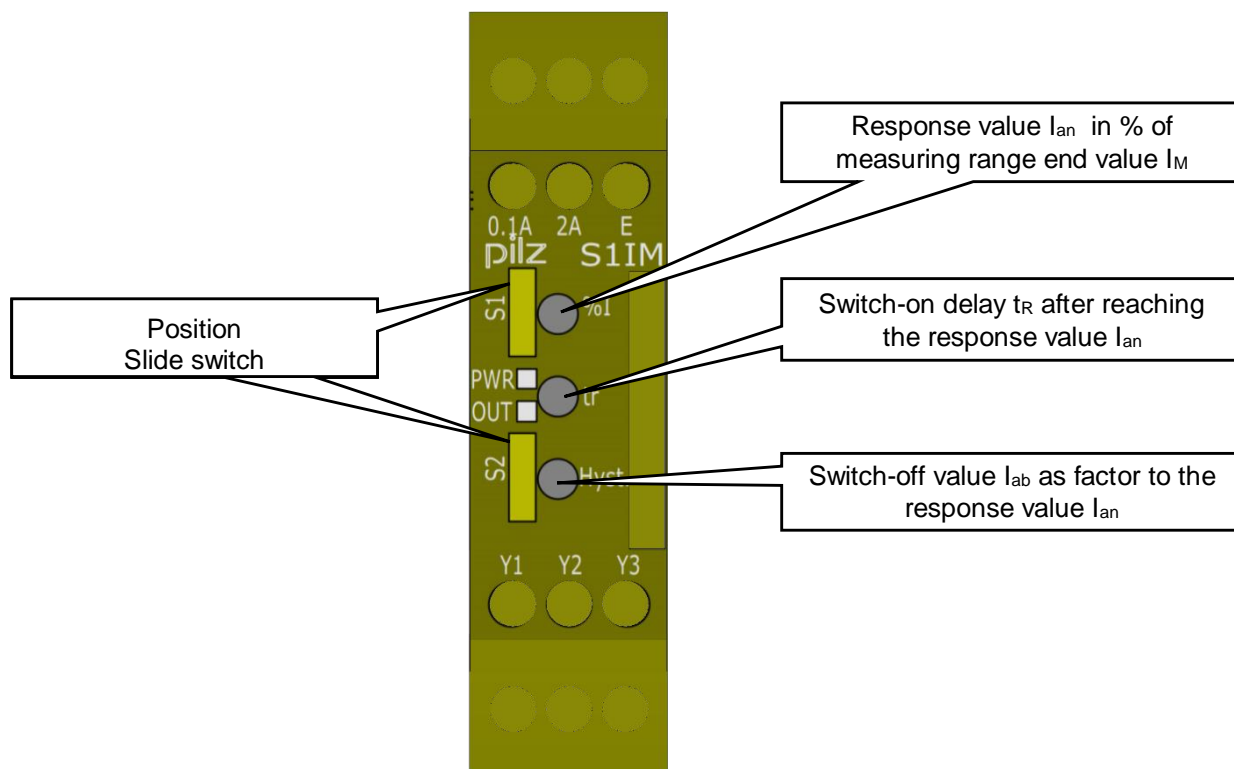 Response value Ian in % of
measuring range end value IM
0.1A 2A E
pilz S1IM
S1 %I
Switch-on delay tR after reaching
the response value Ian
Position
Slide switch
PWR tr
OUT
S2 Hyst.
Switch-off value Iab as factor to the
response value Ian
Y1 Y2 Y3